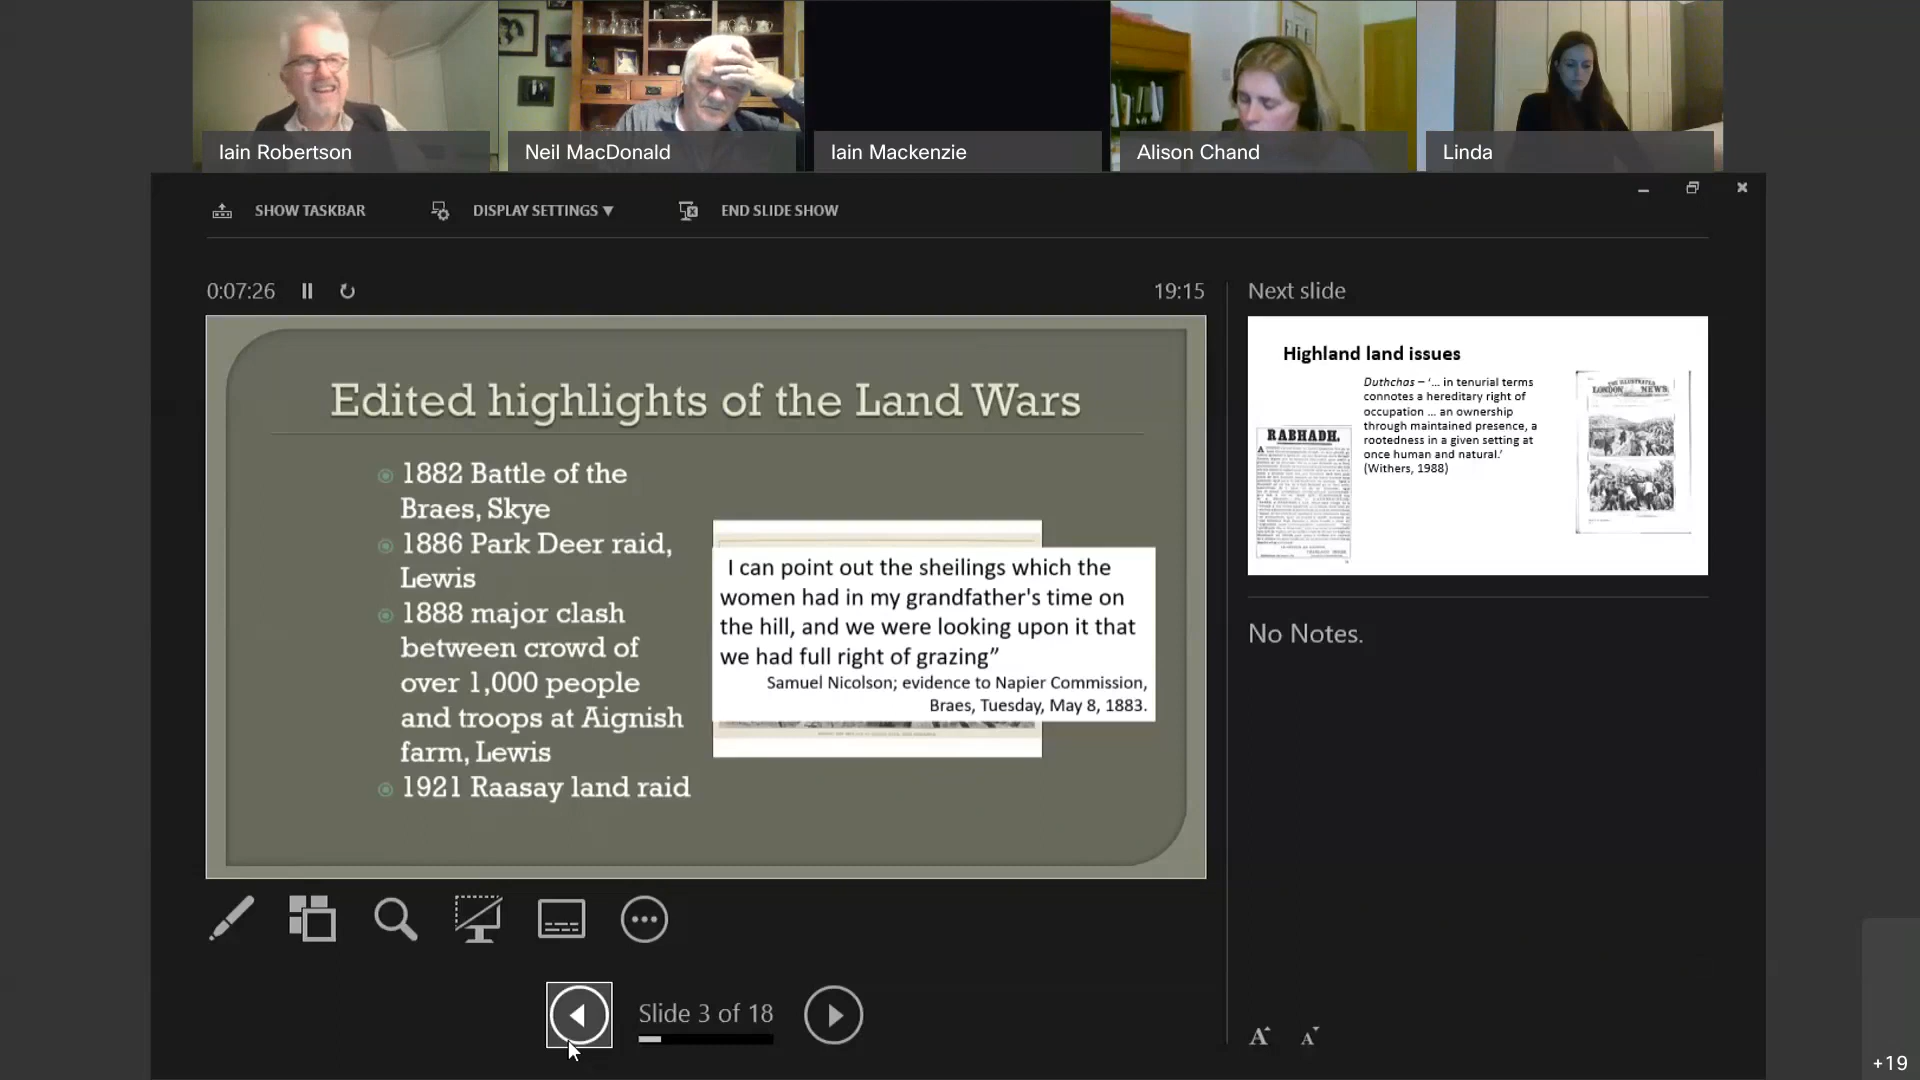 Iain Robertson
Neil MacDonald
Iain Mackenzie
Alison Chand
Linda
SHOW TASKBAR
DISPLAY SETTINGS ▼
END SLIDE SHOW
0:07:26
19:15
Next slide
Edited highlights of the Land Wars
1882 Battle of the
Braes, Skye
1886 Park Deer raid,
Lewis
1888 major clash
between crowd of
over 1,000 people
and troops at Aignish
farm, Lewis
1921 Raasay land raid
I can point out the sheilings which the
women had in my grandfather's time on
the hill, and we were looking upon it that
we had full right of grazing”
Samuel Nicolson; evidence to Napier Commission,
Braes, Tuesday, May 8, 1883.
Highland land issues
Duthchas – ‘... in tenurial terms
connotes a hereditary right of
occupation ... an ownership
through maintained presence, a
rootedness in a given setting at
once human and natural.’
(Withers, 1988)
RABHADH.
THE ILLUSTRATED
LONDON NEWS
No Notes.
Slide 3 of 18
A A
+19